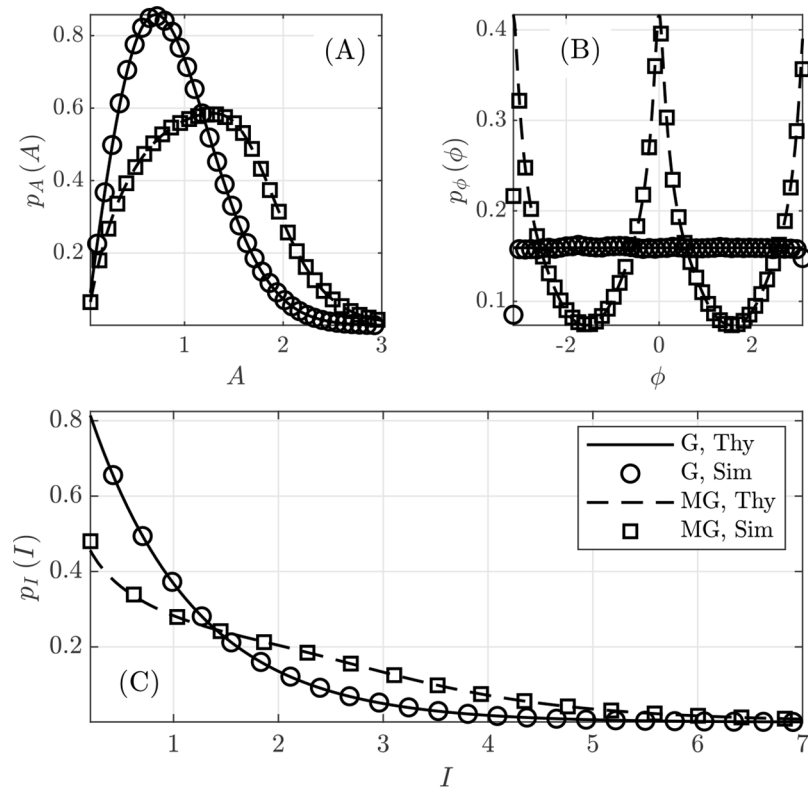 0.8
0.6
0.4
0.2
p_A(A)
(A)
1
2
3
A
0.4
0.3
0.2
0.1
p_ϕ(ϕ)
(B)
-2
0
2
ϕ
0.8
0.6
0.4
0.2
p_I(I)
(C)
G, Thy
G, Sim
MG, Thy
MG, Sim
1
2
3
4
5
6
7
I